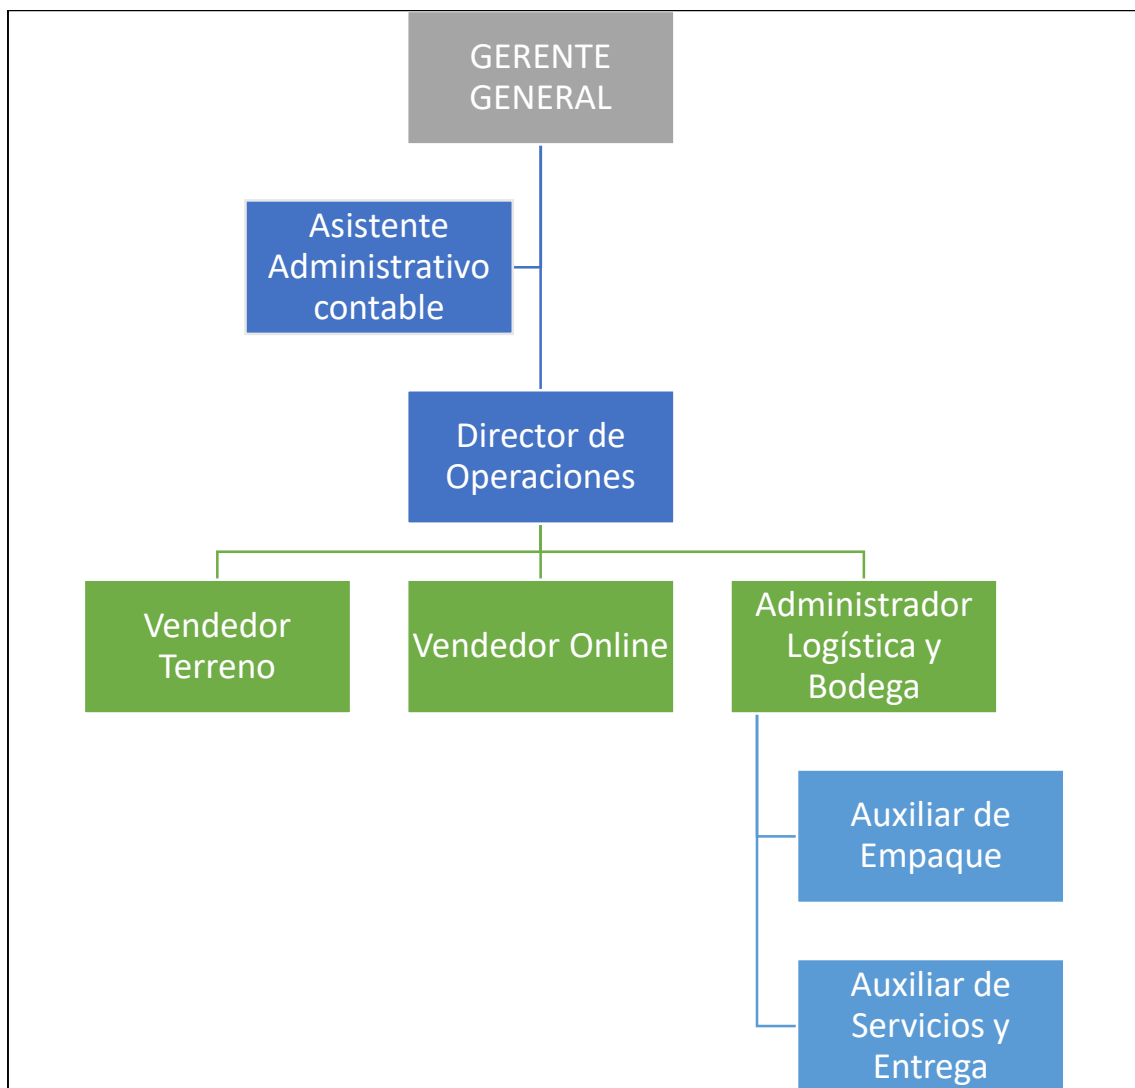 GERENTE
GENERAL
Asistente
Administrativo
contable
Director de
Operaciones
Vendedor
Terreno
Vendedor Online
Administrador
Logística y
Bodega
Auxiliar de
Empaque
Auxiliar de
Servicios y
Entrega